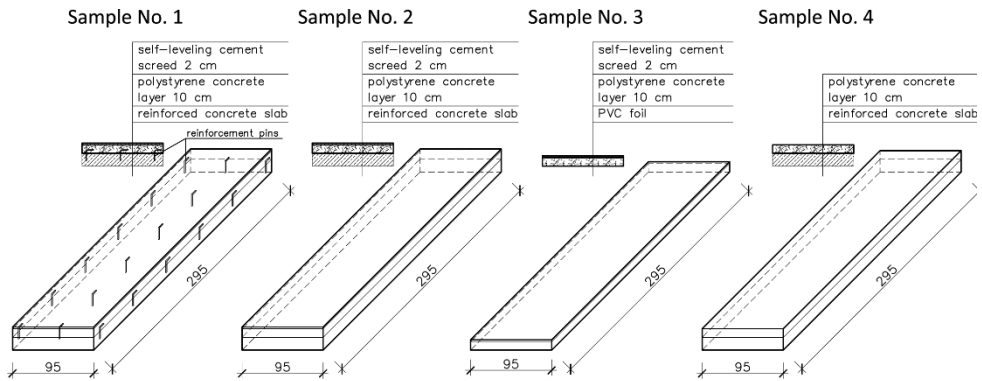 Sample No. 1
self-leveling cement
screed 2 cm
polystyrene concrete
layer 10 cm
reinforced concrete slab
reinforcement pins
295
95
Sample No. 2
self-leveling cement
screed 2 cm
polystyrene concrete
layer 10 cm
reinforced concrete slab
295
95
Sample No. 3
self-leveling cement
screed 2 cm
polystyrene concrete
layer 10 cm
PVC foil
295
95
Sample No. 4
polystyrene concrete
layer 10 cm
reinforced concrete slab
295
95